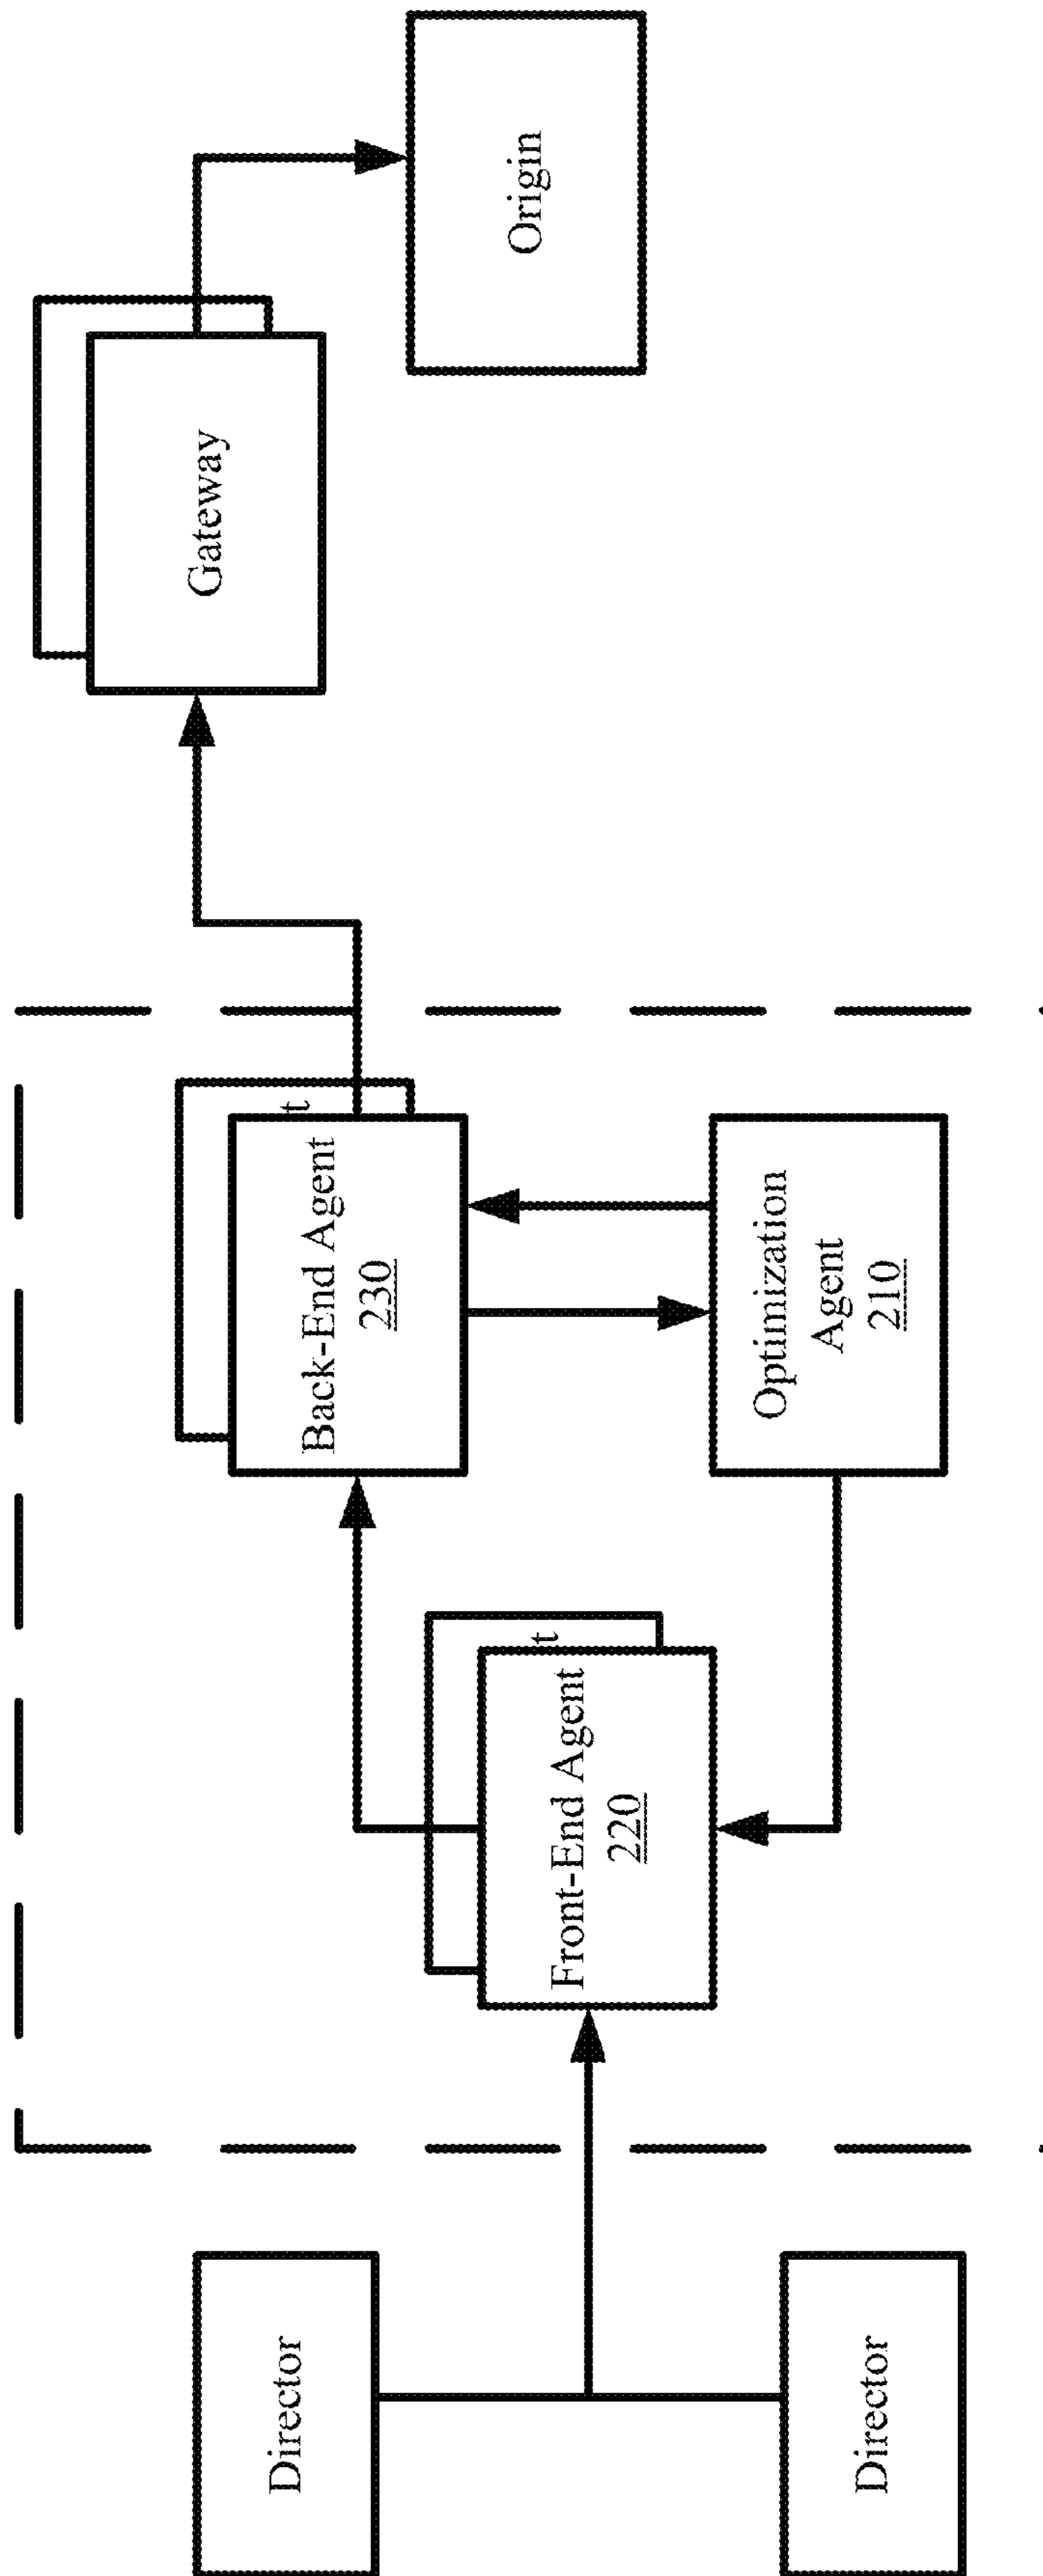 Director
Director
Front-End Agent
220
t
Back-End Agent
230
t
Optimization
Agent
210
Gateway
Origin